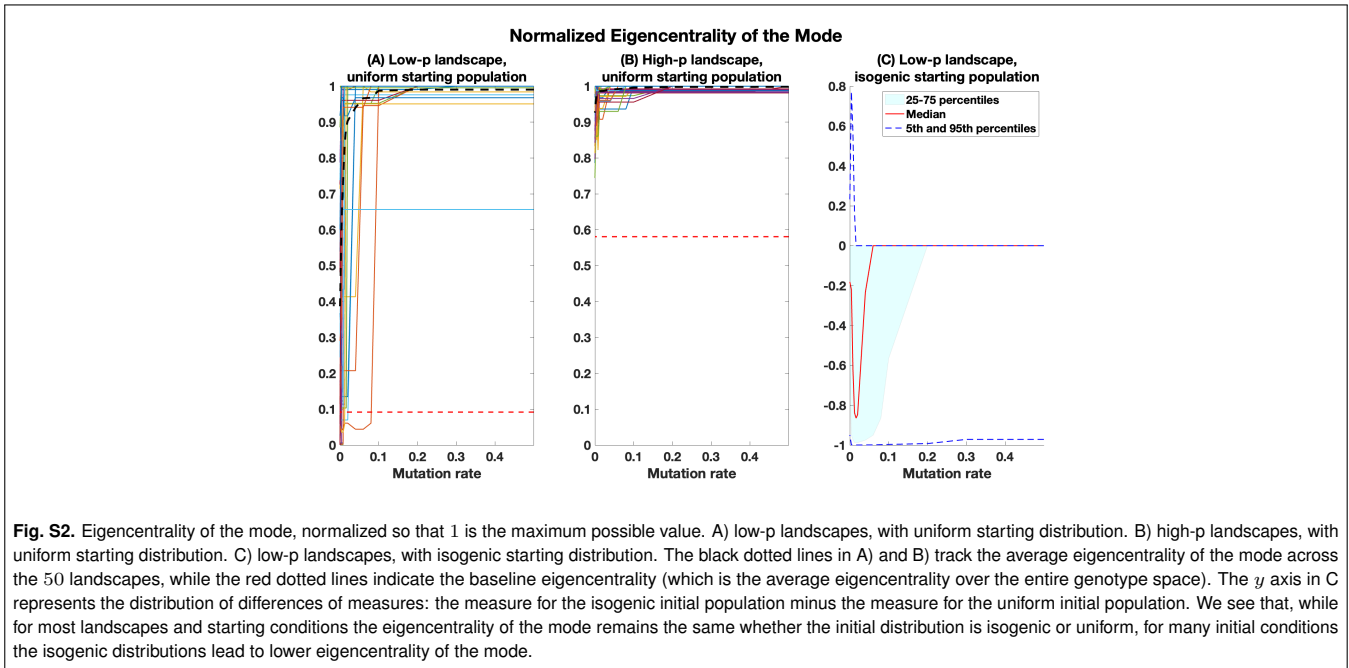 Normalized Eigencentrality of the Mode
(A) Low-p landscape,
uniform starting population
1
0.9
0.8
0.7
0.6
0.5
0.4
0.3
0.2
0.1
0
0
0.1
0.2
0.3
0.4
Mutation rate
(B) High-p landscape,
uniform starting population
1
0.9
0.8
0.7
0.6
0.5
0.4
0.3
0.2
0.1
0
0
0.1
0.2
0.3
0.4
Mutation rate
(C) Low-p landscape,
isogenic starting population
0.8
0.6
0.4
0.2
0
-0.2
-0.4
-0.6
-0.8
-1
0
0.1
0.2
0.3
0.4
Mutation rate
25-75 percentiles
Median
5th and 95th percentiles
Fig. S2. Eigencentrality of the mode, normalized so that 1 is the maximum possible value. A) low-p landscapes, with uniform starting distribution. B) high-p landscapes, with
uniform starting distribution. C) low-p landscapes, with isogenic starting distribution. The black dotted lines in A) and B) track the average eigencentrality of the mode across
the 50 landscapes, while the red dotted lines indicate the baseline eigencentrality (which is the average eigencentrality over the entire genotype space). The y axis in C
represents the distribution of differences of measures: the measure for the isogenic initial population minus the measure for the uniform initial population. We see that, while
for most landscapes and starting conditions the eigencentrality of the mode remains the same whether the initial distribution is isogenic or uniform, for many initial conditions
the isogenic distributions lead to lower eigencentrality of the mode.